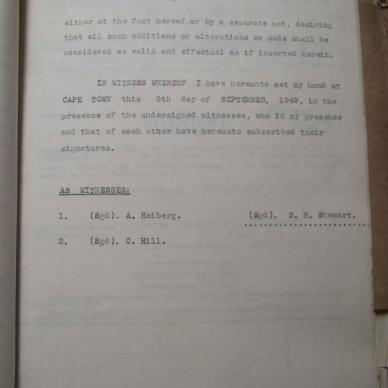 either at the foot hereof or by a separate act, desiring
that all such additions or alterations so made shall be
considered as valid and effectual as if inserted herein.
IN WITNESS WHEREOF I have hereunto set my hand at
CAPE TOWN this 5th day of SEPTEMBER, 1949, in the
presence of the undersigned witnesses, who in my presence
and that of each other have hereunto subscribed their
signatures.
AS WITNESSES:
1. (Sgd). A. Heiberg. (Sgd). S. H. Stewart.
2. (Sgd). C. Hill.